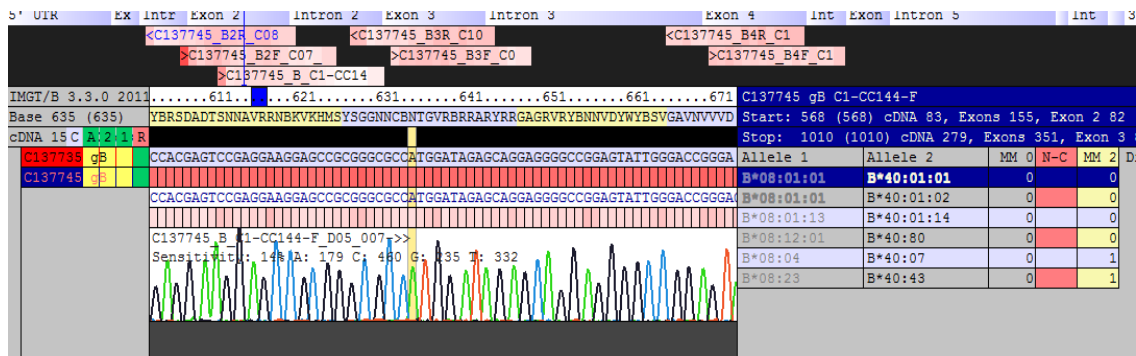 5' UTR Ex Intr Exon 2 Intron 2 Exon 3 Intron 3 Exon 4 Int Exon Intron 5 Int 3
<C137745_B2R_C08 <C137745_B3R_C10 <C137745_B4R_C1
>C137745_B2F_C07_ >C137745_B3F_C0 >C137745_B4F_C1
>C137745_B_C1-CC14
IMGT/B 3.3.0 2011 ......611.. ....621.......631.......641.......651.......661.......671 C137745 gB C1-CC144-F
Base 635 (635) YBRSDADTSNNAVRRNBKVKHMSYSGGNNCBNTGVRBRRARYRRGAGRVRYBNNVDYWYBSVGAVNVVVD Start: 568 (568) cDNA 83, Exons 155, Exon 2 82
cDNA 15 C A 2 1 R Stop: 1010 (1010) cDNA 279, Exons 351, Exon 3 8
C137735 gB CCACGAGTCCGAGGAAGGAGCCGCGGGCGCCATGGATAGAGCAGGAGGGGCCGGAGTATTGGGACCGGGA Allele 1 Allele 2 MM 0 N-C MM 2
C137745 gB B*08:01:01 B*40:01:01 0 0
CCACGAGTCCGAGGAAGGAGCCGCGGGCGCCATGGATAGAGCAGGAGGGGCCGGAGTATTGGGACCGGGA B*08:01:01 B*40:01:02 0 0
B*08:01:13 B*40:01:14 0 0
C137745_B_C1-CC144-F_D05_007->> B*08:12:01 B*40:80 0 0
Sensitivity: 14% A: 179 C: 460 G: 235 T: 332 B*08:04 B*40:07 0 1
B*08:23 B*40:43 0 1